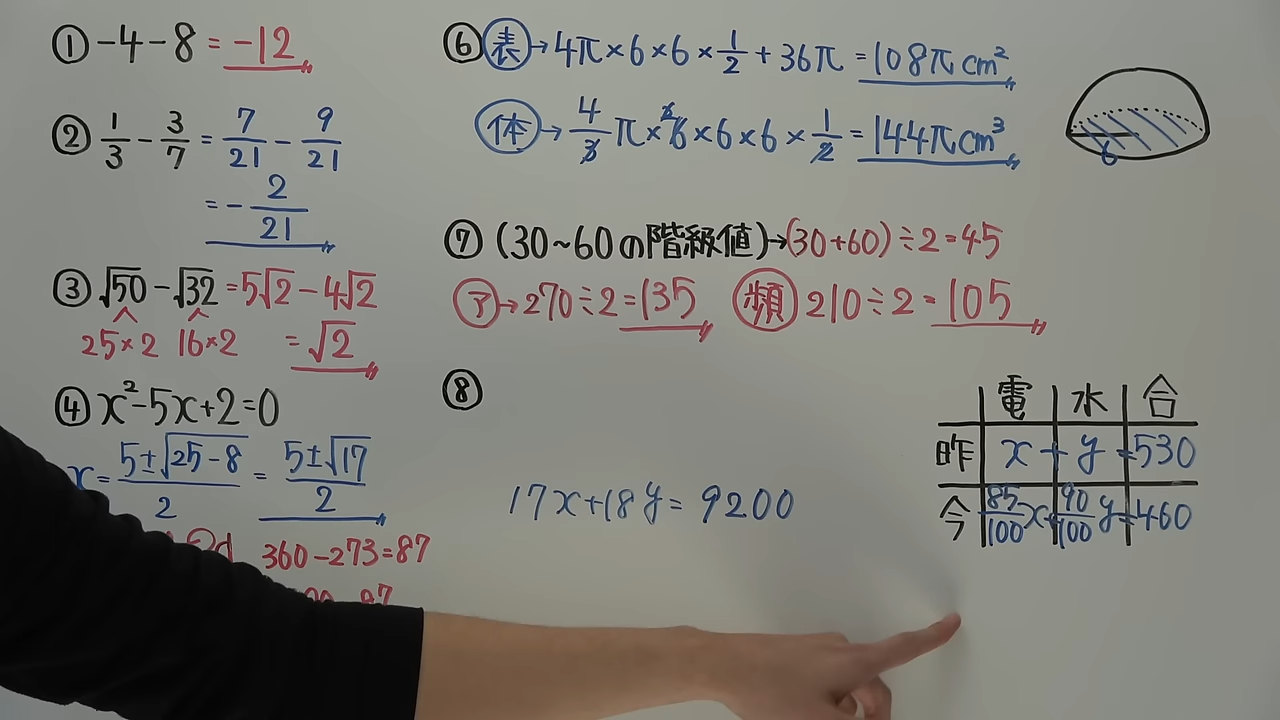 ① -4-8=-12
② 1/3 - 3/7 = 7/21 - 9/21
= - 2/21
③ √50-√32=5√2-4√2
25×2 16×2 =√2
④ x²-5x+2=0
x= 5±√25-8 / 2 = 5±√17 / 2
360-273=87
⑥ 表→4π×6×6×1/2+36π=108πcm²
体→4/3π×6×6×6×1/2=144πcm³
6
⑦ (30~60の階級値)→(30+60)÷2=45
ア→270÷2=135 頻 210÷2=105
⑧
17x+18y=9200
電 水 合
昨 x + y =530
今 85/100x+90/100y=460